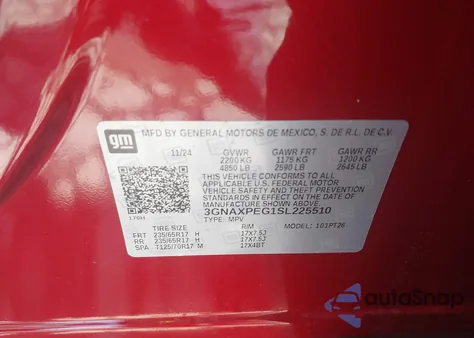 gm
MFD BY GENERAL MOTORS DE MEXICO, S. DE R.L. DE C.V.
11/24 GVWR GAWR FRT GAWR RR
2200 KG 1175 KG 1200 KG
4850 LB 2590 LB 2645 LB
THIS VEHICLE CONFORMS TO ALL
APPLICABLE U.S. FEDERAL MOTOR
VEHICLE SAFETY AND THEFT PREVENTION
STANDARDS IN EFFECT ON THE DATE
OF MANUFACTURE SHOWN ABOVE.
3GNAXPEG1SL225510
TYPE: MPV MODEL: 101PT26
TIRE SIZE RIM
FRT 235/65R17 H 17X7.5J
RR 235/65R17 H 17X7.5J
SPA T125/70R17 M 17X4BT
autoSnap